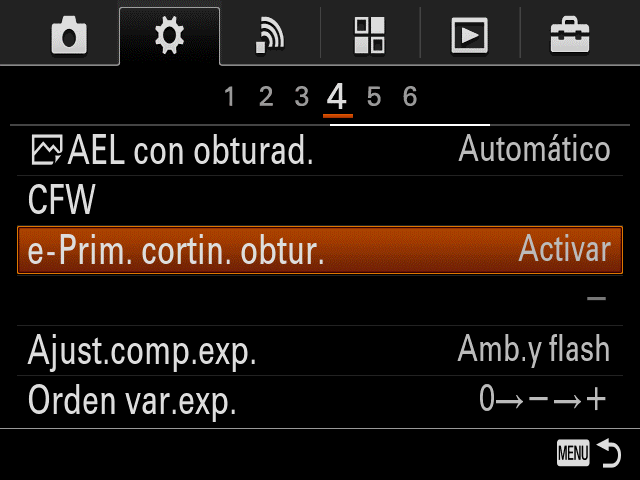 1 2 3 4 5 6
AEL con obturad. Automático
CFW
e-Prim. cortin. obtur. Activar
–
Ajust.comp.exp. Amb.y flash
Orden var.exp. 0→–→+
MENU